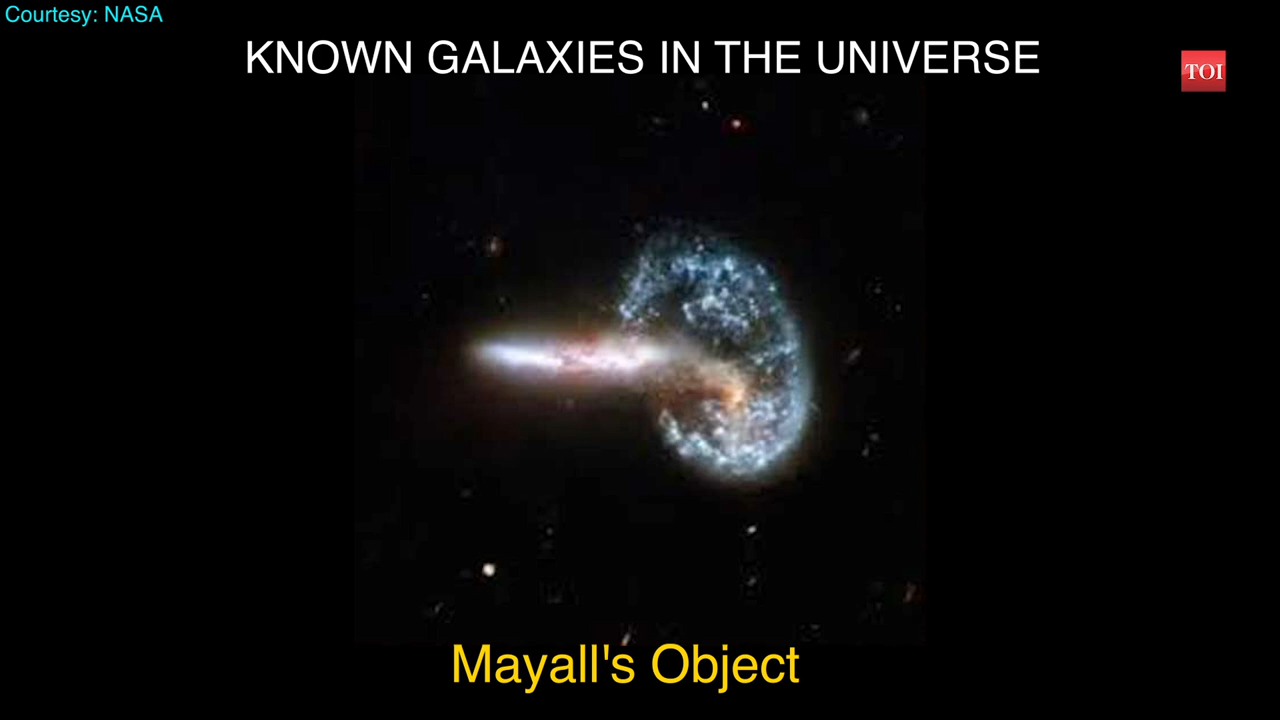 Courtesy: NASA
KNOWN GALAXIES IN THE UNIVERSE
TOI
Mayall's Object